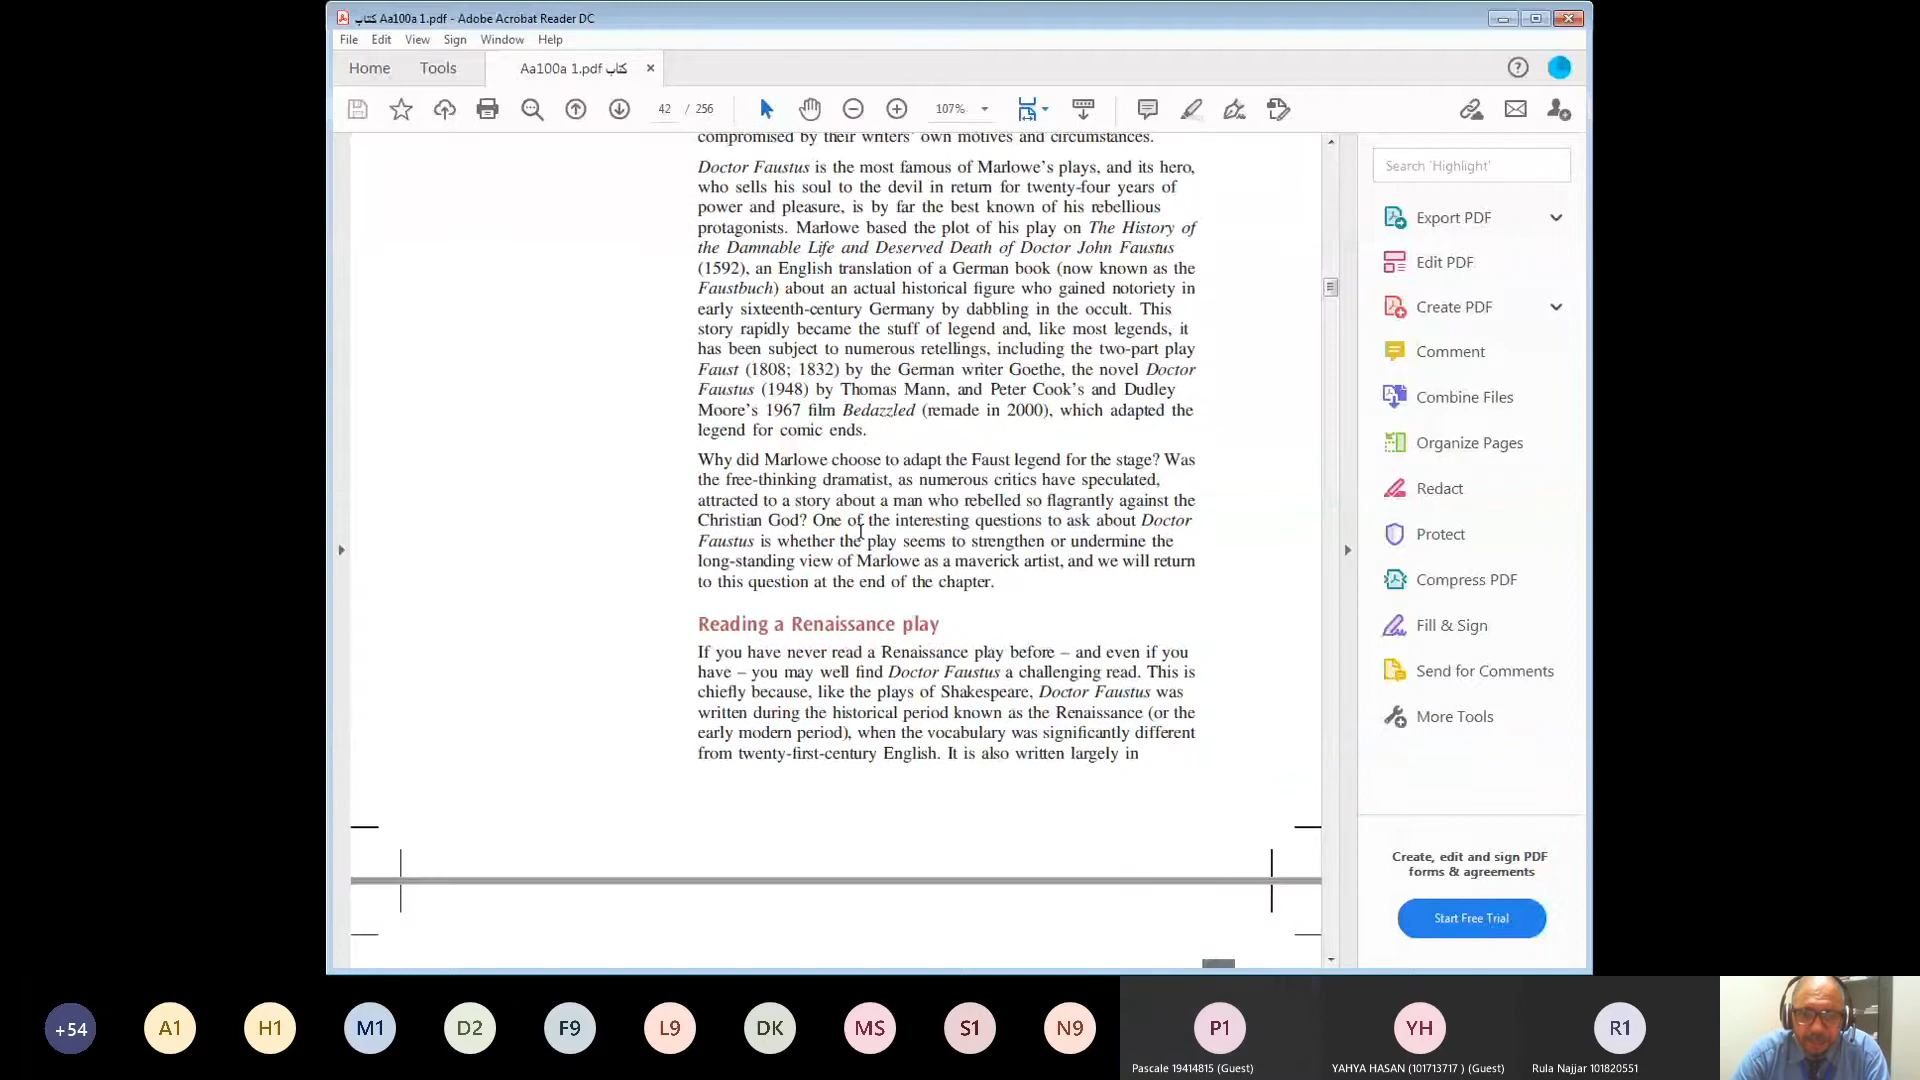 كتاب Aa100a 1.pdf - Adobe Acrobat Reader DC
File Edit View Sign Window Help
Home Tools Aa100a 1.pdf كتاب
42 / 256 107%
compromised by their writers' own motives and circumstances.
Doctor Faustus is the most famous of Marlowe's plays, and its hero,
who sells his soul to the devil in return for twenty-four years of
power and pleasure, is by far the best known of his rebellious
protagonists. Marlowe based the plot of his play on The History of
the Damnable Life and Deserved Death of Doctor John Faustus
(1592), an English translation of a German book (now known as the
Faustbuch) about an actual historical figure who gained notoriety in
early sixteenth-century Germany by dabbling in the occult. This
story rapidly became the stuff of legend and, like most legends, it
has been subject to numerous retellings, including the two-part play
Faust (1808; 1832) by the German writer Goethe, the novel Doctor
Faustus (1948) by Thomas Mann, and Peter Cook's and Dudley
Moore's 1967 film Bedazzled (remade in 2000), which adapted the
legend for comic ends.
Why did Marlowe choose to adapt the Faust legend for the stage? Was
the free-thinking dramatist, as numerous critics have speculated,
attracted to a story about a man who rebelled so flagrantly against the
Christian God? One of the interesting questions to ask about Doctor
Faustus is whether the play seems to strengthen or undermine the
long-standing view of Marlowe as a maverick artist, and we will return
to this question at the end of the chapter.
Reading a Renaissance play
If you have never read a Renaissance play before – and even if you
have – you may well find Doctor Faustus a challenging read. This is
chiefly because, like the plays of Shakespeare, Doctor Faustus was
written during the historical period known as the Renaissance (or the
early modern period), when the vocabulary was significantly different
from twenty-first-century English. It is also written largely in
Search 'Highlight'
Export PDF
Edit PDF
Create PDF
Comment
Combine Files
Organize Pages
Redact
Protect
Compress PDF
Fill & Sign
Send for Comments
More Tools
Create, edit and sign PDF
forms & agreements
Start Free Trial
+54 A1 H1 M1 D2 F9 L9 DK MS S1 N9 P1 YH R1
Pascale 19414815 (Guest) YAHYA HASAN (101713717 ) (Guest) Rula Najjar 101820551